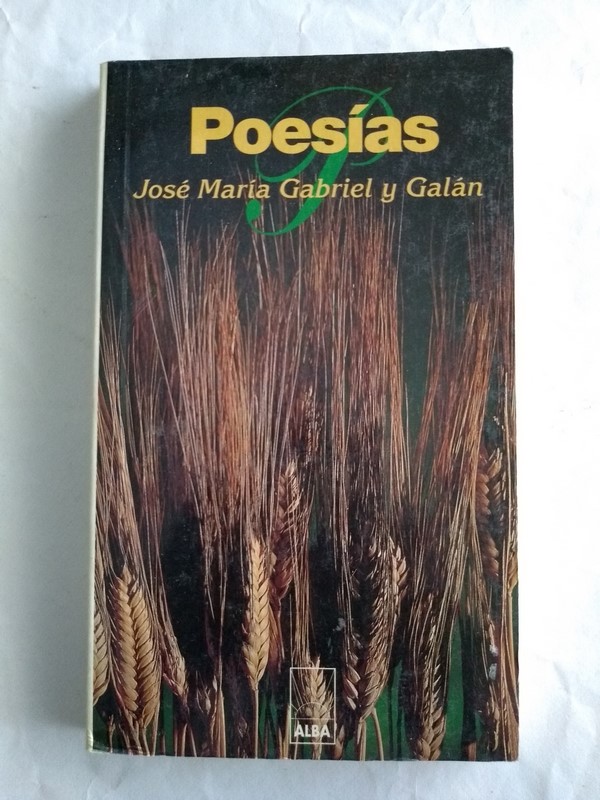 Poesías
P
José María Gabriel y Galán
ALBA